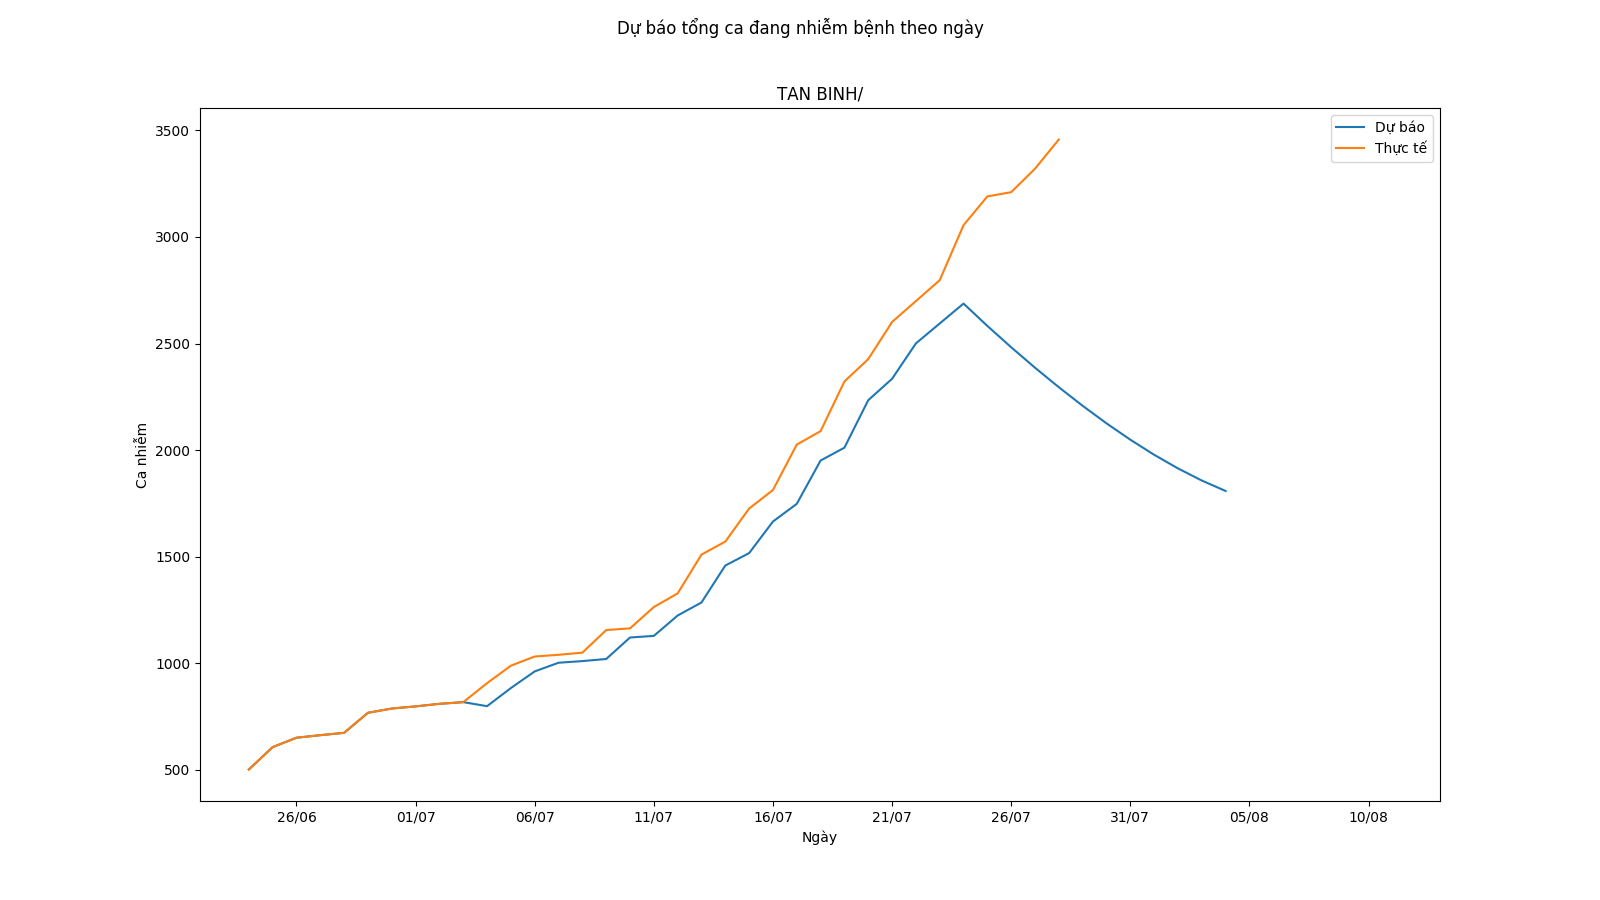 Dự báo tổng ca đang nhiễm bệnh theo ngày
TAN BINH/
Dự báo
Thực tế
3500
3000
2500
2000
1500
1000
500
Ca nhiễm
26/06 01/07 06/07 11/07 16/07 21/07 26/07 31/07 05/08 10/08
Ngày